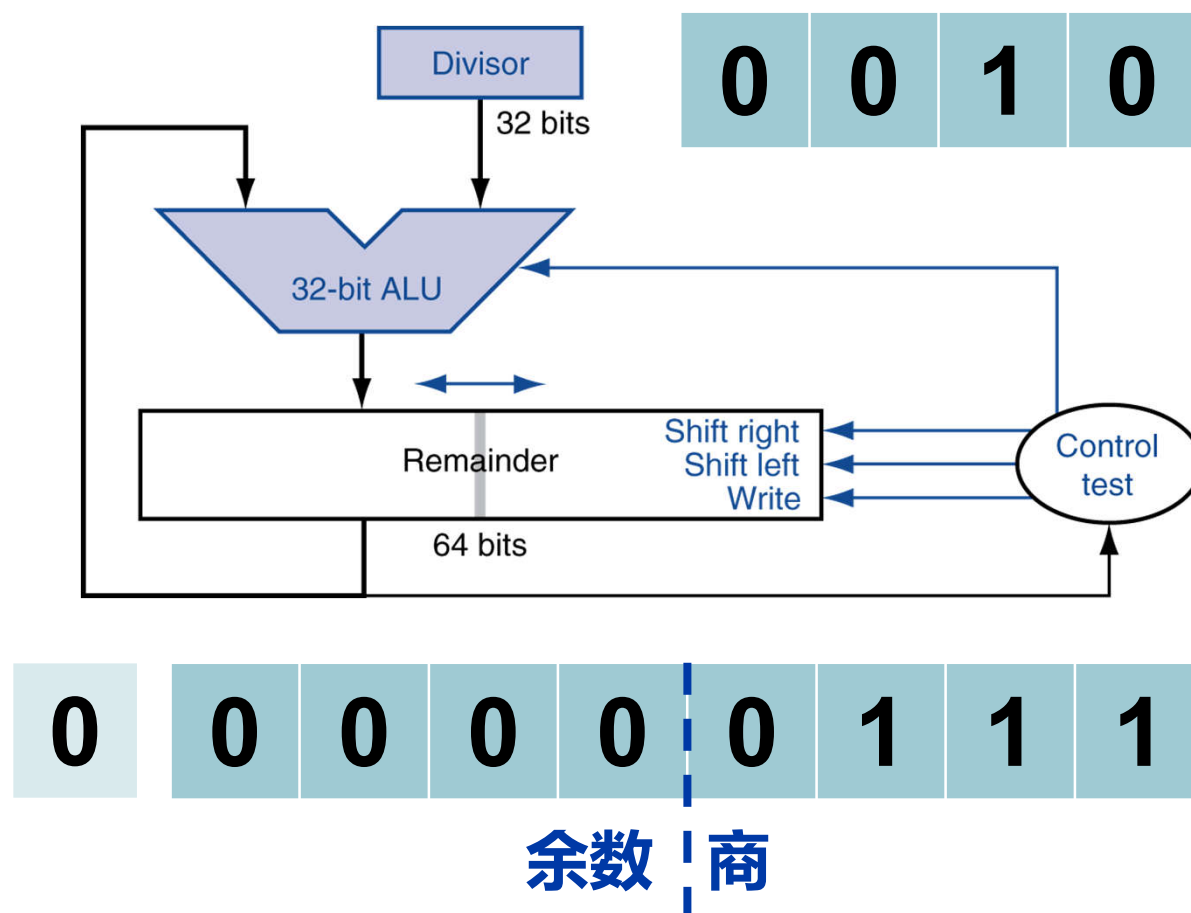 Divisor
0 0 1 0
32 bits
32-bit ALU
Remainder
Shift right
Shift left
Write
Control
test
64 bits
0 0 0 0 0 0 1 1 1
余数 商